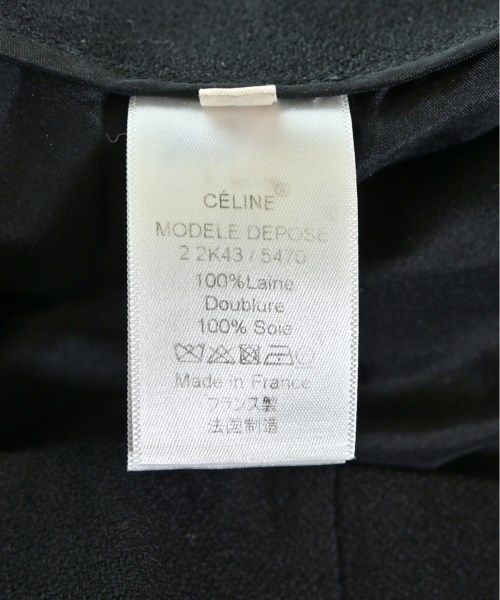 CÉLINE
MODELE DEPOSE
2 2K43 / 5470
100%Laine
Doublure
100% Soie
Made in France
フランス製
法国制造